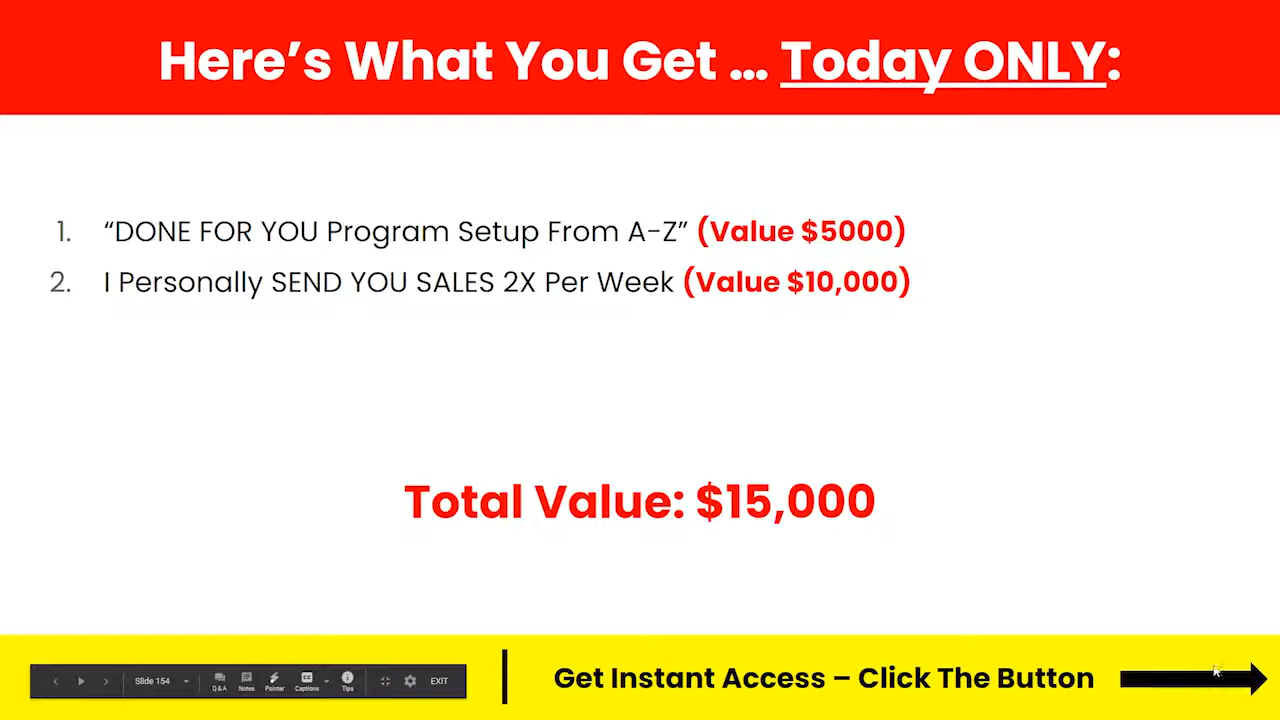 Here’s What You Get ... Today ONLY:
1. “DONE FOR YOU Program Setup From A-Z” (Value $5000)
2. I Personally SEND YOU SALES 2X Per Week (Value $10,000)
Total Value: $15,000
Get Instant Access – Click The Button
Slide 154
Q&A
Notes
Pointer
Captions
Tips
EXIT